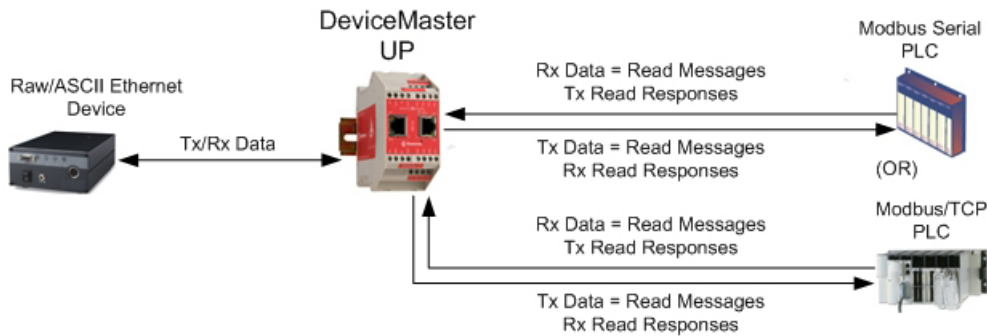 DeviceMaster
UP
Raw/ASCII Ethernet
Device
Tx/Rx Data
Rx Data = Read Messages
Tx Read Responses
Tx Data = Read Messages
Rx Read Responses
Modbus Serial
PLC
(OR)
Modbus/TCP
PLC
Rx Data = Read Messages
Tx Read Responses
Tx Data = Read Messages
Rx Read Responses